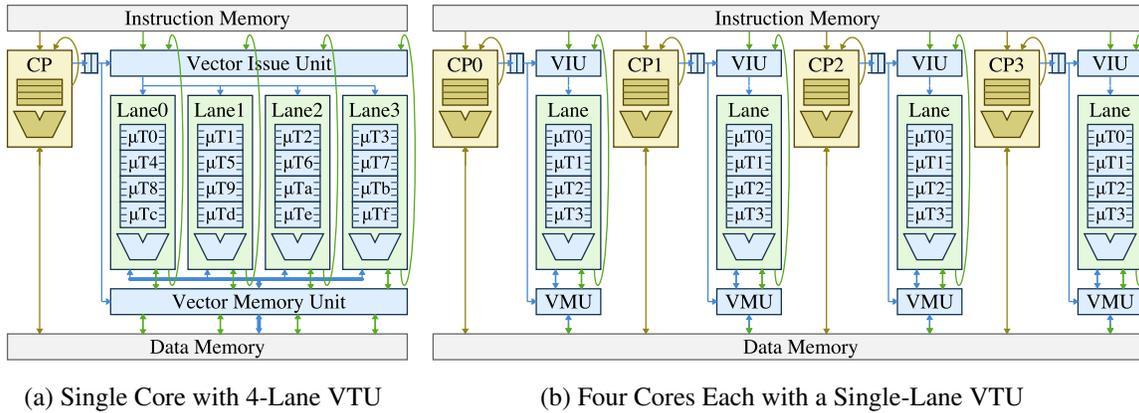 Instruction Memory
CP
Vector Issue Unit
Lane0 Lane1 Lane2 Lane3
μT0 μT1 μT2 μT3
μT4 μT5 μT6 μT7
μT8 μT9 μTa μTb
μTc μTd μTe μTf
Vector Memory Unit
Data Memory
(a) Single Core with 4-Lane VTU
Instruction Memory
CP0 VIU CP1 VIU CP2 VIU CP3 VIU
Lane Lane Lane Lane
μT0 μT0 μT0 μT0
μT1 μT1 μT1 μT1
μT2 μT2 μT2 μT2
μT3 μT3 μT3 μT3
VMU VMU VMU VMU
Data Memory
(b) Four Cores Each with a Single-Lane VTU